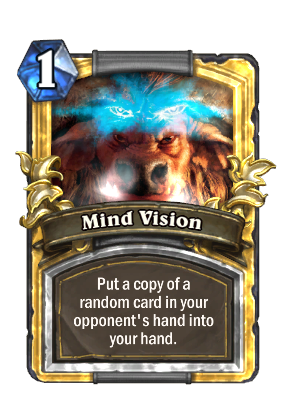 1
Mind Vision
Put a copy of a
random card in your
opponent's hand into
your hand.